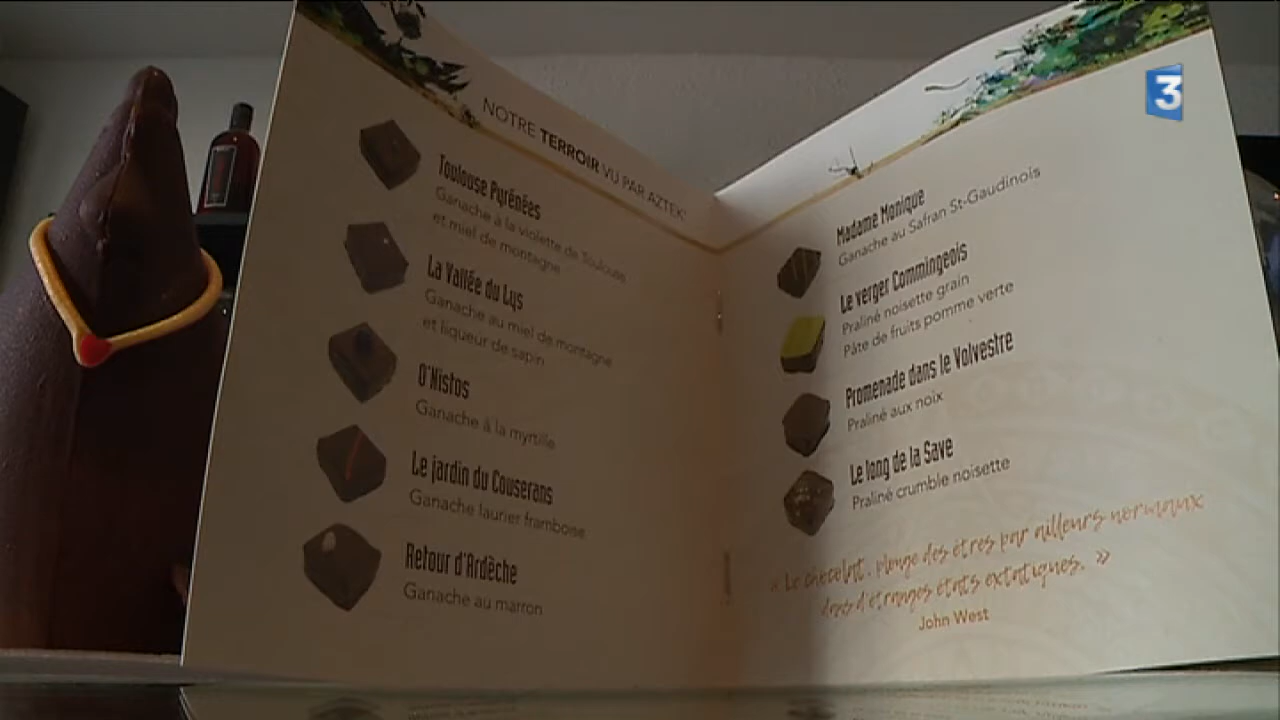 NOTRE TERROIR VU PAR AZTEK'
Toulouse Pyrénées
Ganache à la violette de Toulouse
et miel de montagne
La Vallée du Lys
Ganache au miel de montagne
et liqueur de sapin
O'Nistos
Ganache à la myrtille
Le jardin du Couserans
Ganache laurier framboise
Retour d'Ardèche
Ganache au marron
Madame Monique
Ganache au Safran St-Gaudinois
Le verger Commingeois
Praliné noisette grain
Pâte de fruits pomme verte
Promenade dans le Volvestre
Praliné aux noix
Le long de la Save
Praliné crumble noisette
« Le chocolat, plonge des êtres par ailleurs normaux
dans d'étranges états extatiques. »
John West
3